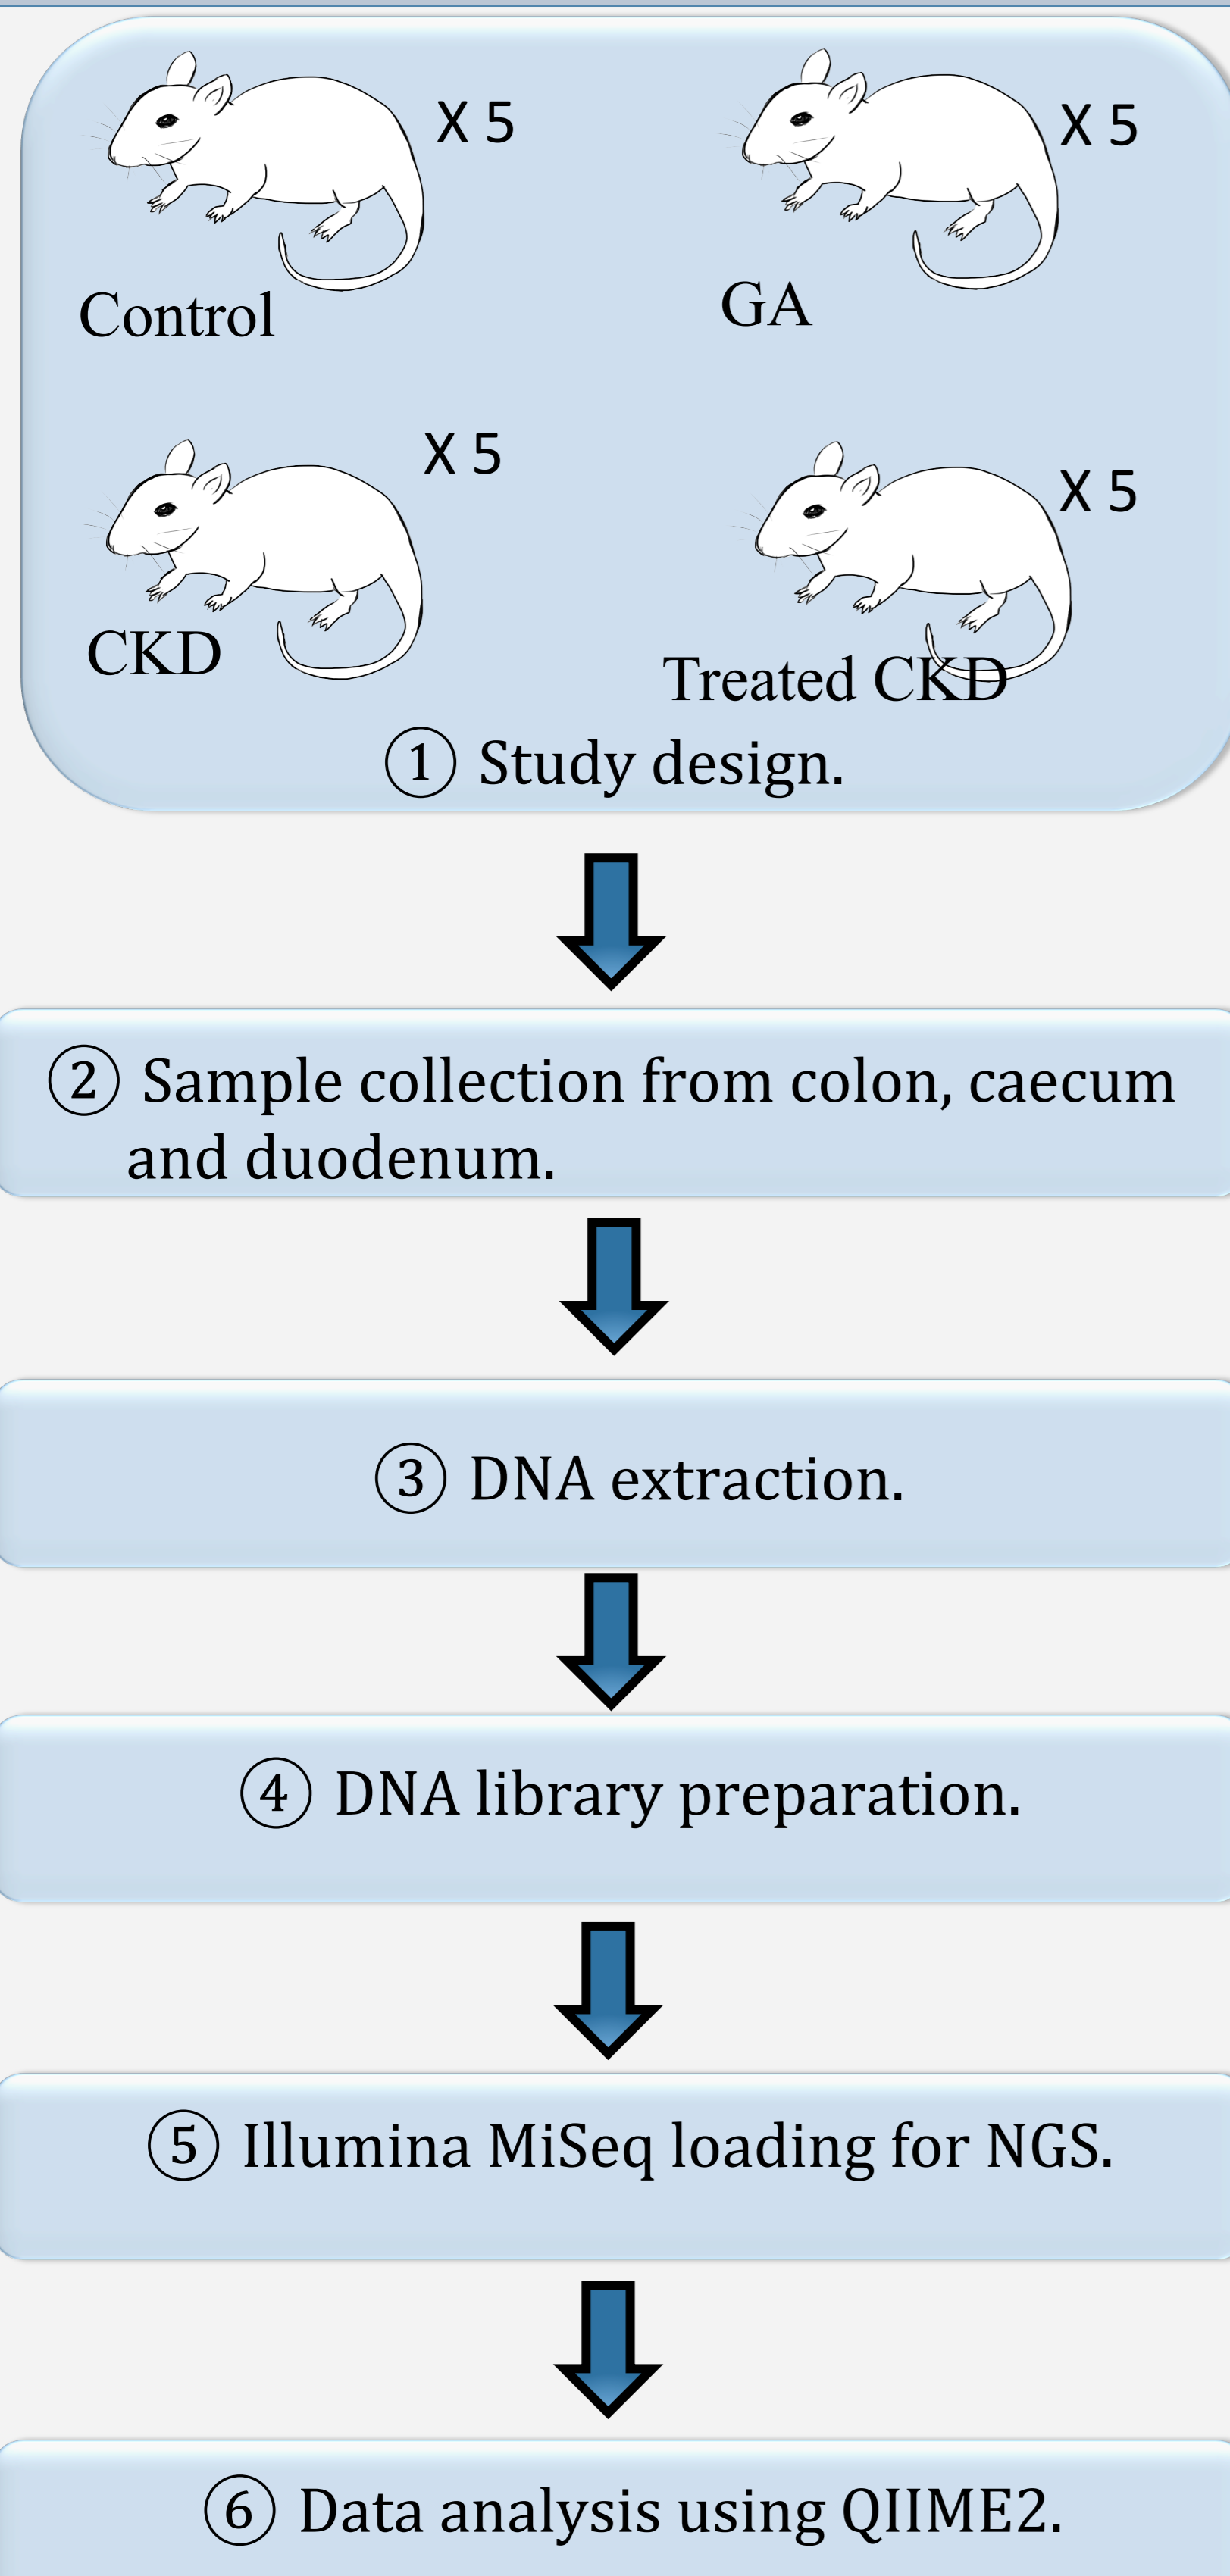 X 5
X 5
Control
GA
X 5
X 5
CKD
Treated CKD
① Study design.
② Sample collection from colon, caecum
and duodenum.
③ DNA extraction.
④ DNA library preparation.
⑤ Illumina MiSeq loading for NGS.
⑥ Data analysis using QIIME2.